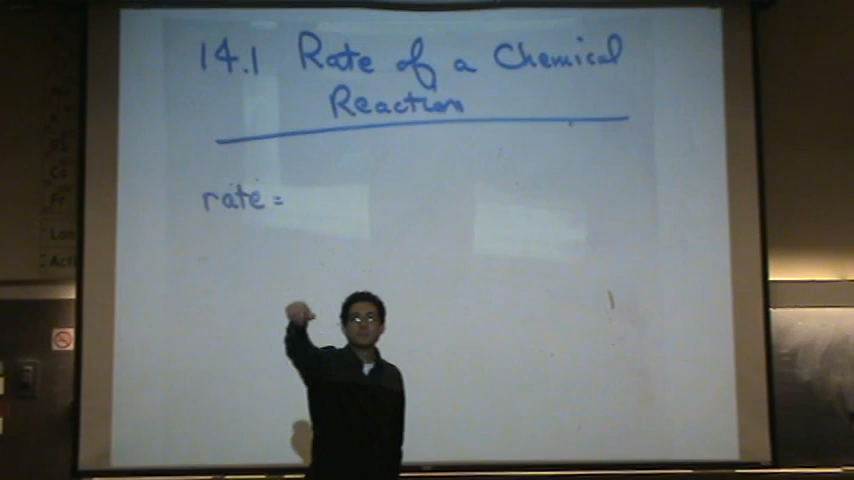 14.1 Rate of a Chemical
Reaction
rate =